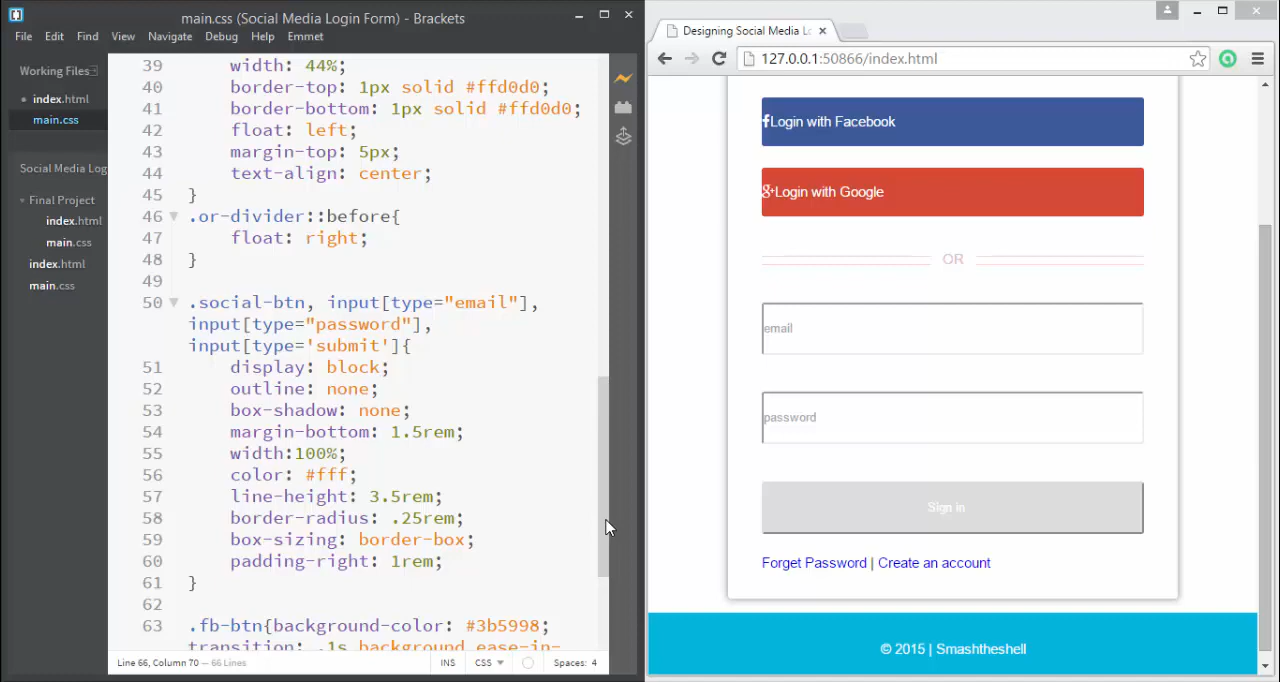 main.css (Social Media Login Form) - Brackets
File Edit Find View Navigate Debug Help Emmet
Working Files
index.html
main.css
Social Media Log
Final Project
index.html
main.css
index.html
main.css
39 width: 44%;
40 border-top: 1px solid #ffd0d0;
41 border-bottom: 1px solid #ffd0d0;
42 float: left;
43 margin-top: 5px;
44 text-align: center;
45 }
46 .or-divider::before{
47 float: right;
48 }
49
50 .social-btn, input[type="email"],
input[type="password"],
input[type='submit']{
51 display: block;
52 outline: none;
53 box-shadow: none;
54 margin-bottom: 1.5rem;
55 width:100%;
56 color: #fff;
57 line-height: 3.5rem;
58 border-radius: .25rem;
59 box-sizing: border-box;
60 padding-right: 1rem;
61 }
62
63 .fb-btn{background-color: #3b5998;
transition: .1s background ease-in-
Line 66, Column 70 — 66 Lines
INS CSS Spaces: 4
Designing Social Media Lo
127.0.0.1:50866/index.html
Login with Facebook
Login with Google
OR
email
password
Sign in
Forget Password | Create an account
© 2015 | Smashtheshell